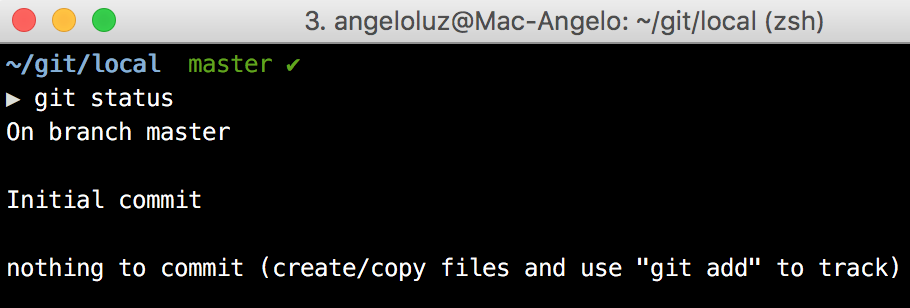 3. angeloluz@Mac-Angelo: ~/git/local (zsh)
~/git/local master ✔
▶ git status
On branch master
Initial commit
nothing to commit (create/copy files and use "git add" to track)